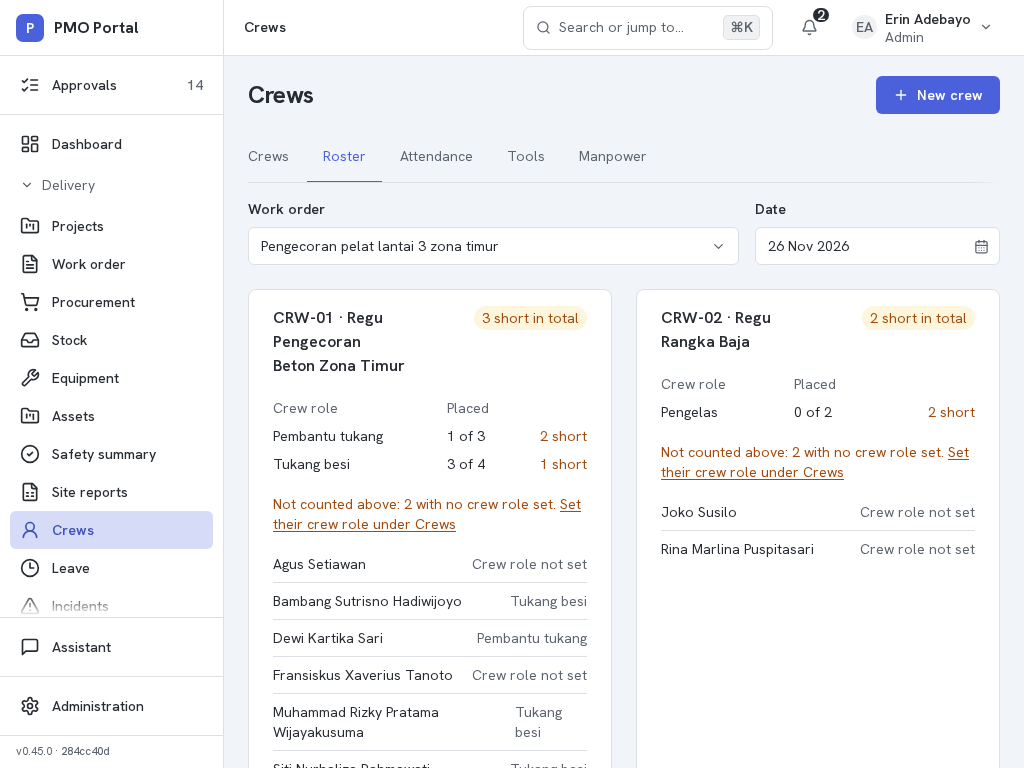 P PMO Portal
Crews
Search or jump to...
⌘K
2
EA
Erin Adebayo
Admin
Approvals 14
Dashboard
Delivery
Projects
Work order
Procurement
Stock
Equipment
Assets
Safety summary
Site reports
Crews
Leave
Incidents
Assistant
Administration
v0.45.0 · 284cc40d
Crews
New crew
Crews Roster Attendance Tools Manpower
Work order
Pengecoran pelat lantai 3 zona timur
Date
26 Nov 2026
CRW-01 · Regu
Pengecoran
Beton Zona Timur
3 short in total
Crew role Placed
Pembantu tukang 1 of 3 2 short
Tukang besi 3 of 4 1 short
Not counted above: 2 with no crew role set. Set
their crew role under Crews
Agus Setiawan Crew role not set
Bambang Sutrisno Hadiwijoyo Tukang besi
Dewi Kartika Sari Pembantu tukang
Fransiskus Xaverius Tanoto Crew role not set
Muhammad Rizky Pratama
Wijayakusuma
Tukang
besi
CRW-02 · Regu
Rangka Baja
2 short in total
Crew role Placed
Pengelas 0 of 2 2 short
Not counted above: 2 with no crew role set. Set
their crew role under Crews
Joko Susilo Crew role not set
Rina Marlina Puspitasari Crew role not set